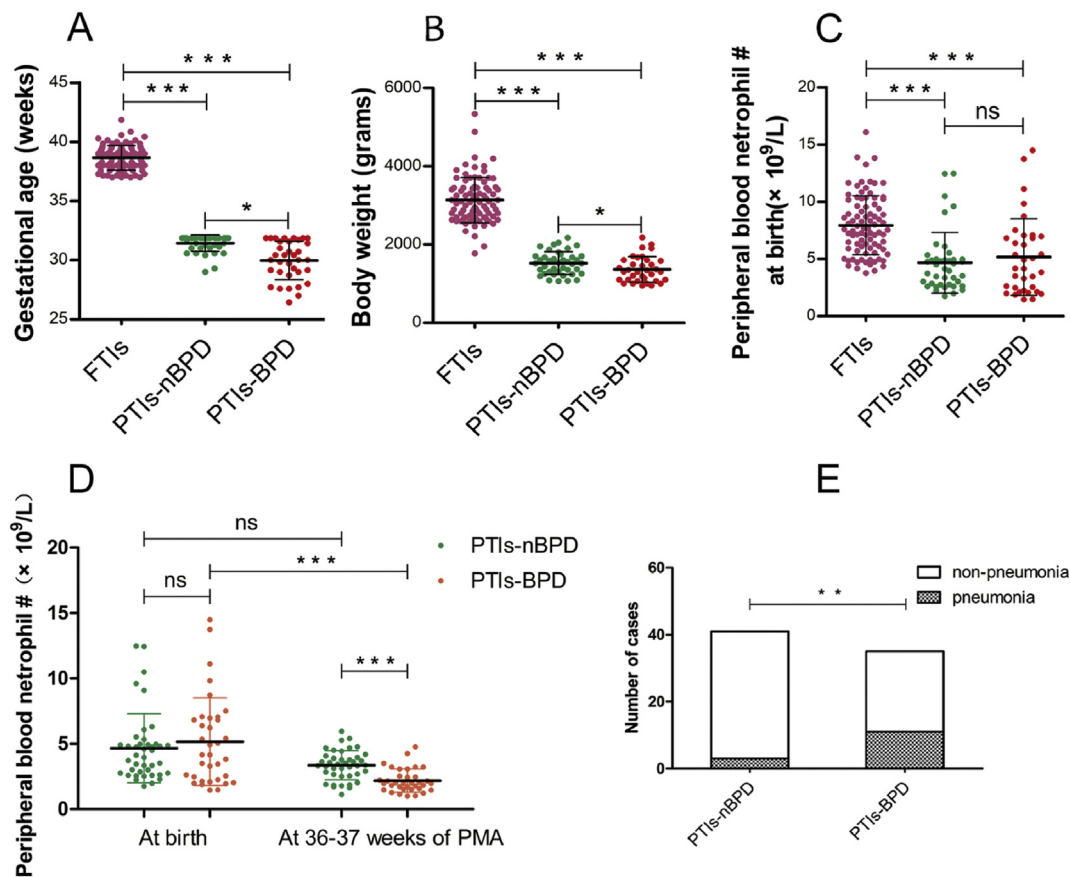 A
Gestational age (weeks)
45
40
35
30
25
* * *
* * *
*
FTIs
PTIs-nBPD
PTIs-BPD
B
Body weight (grams)
6000
4000
2000
0
* * *
* * *
*
FTIs
PTIs-nBPD
PTIs-BPD
C
Peripheral blood netrophil #
at birth(× 10⁹/L)
20
15
10
5
0
* * *
* * *
ns
FTIs
PTIs-nBPD
PTIs-BPD
D
Peripheral blood netrophil # (× 10⁹/L)
20
15
10
5
0
ns
* * *
ns
* * *
PTIs-nBPD
PTIs-BPD
At birth
At 36-37 weeks of PMA
E
Number of cases
60
40
20
0
* *
non-pneumonia
pneumonia
PTIs-nBPD
PTIs-BPD